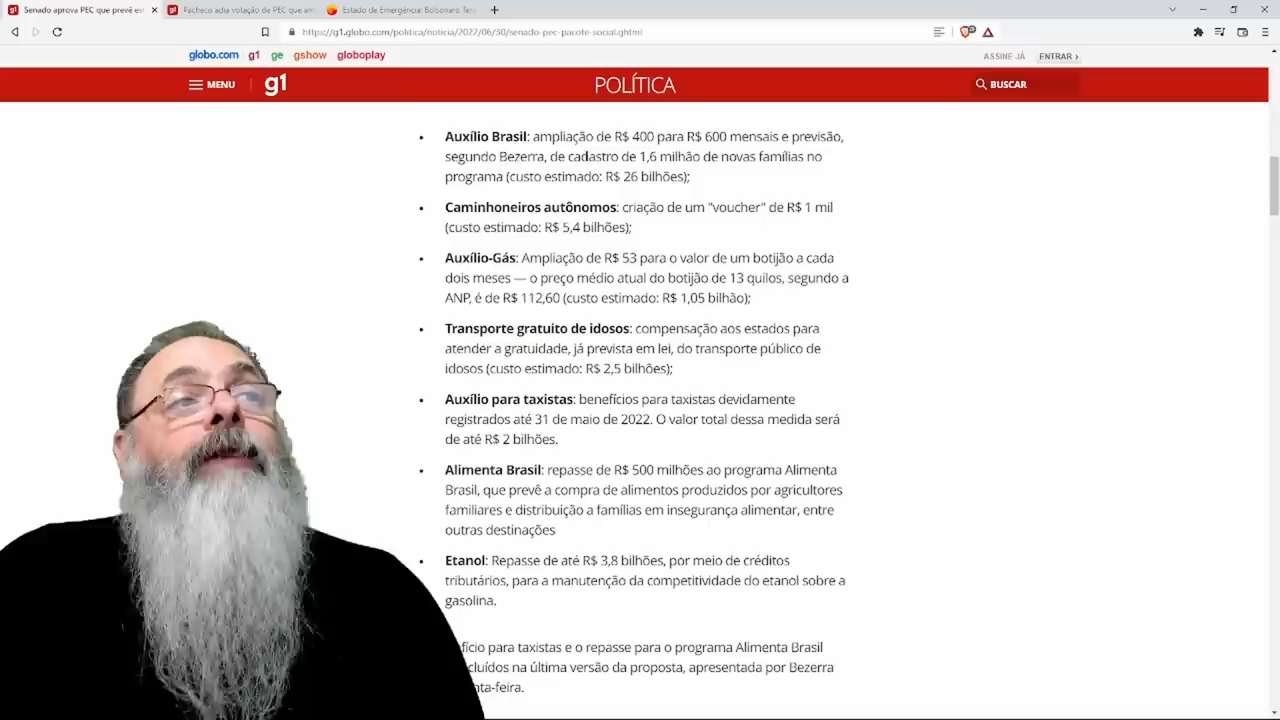 Senado aprova PEC que prevê est
Pacheco adia votação de PEC que am
Estado de Emergência: Bolsonaro Terá
https://g1.globo.com/politica/noticia/2022/06/30/senado-pec-pacote-social.ghtml
globo.com g1 ge gshow globoplay
ASSINE JÁ ENTRAR ›
MENU g1 POLÍTICA BUSCAR
• Auxílio Brasil: ampliação de R$ 400 para R$ 600 mensais e previsão,
segundo Bezerra, de cadastro de 1,6 milhão de novas famílias no
programa (custo estimado: R$ 26 bilhões);
• Caminhoneiros autônomos: criação de um "voucher" de R$ 1 mil
(custo estimado: R$ 5,4 bilhões);
• Auxílio-Gás: Ampliação de R$ 53 para o valor de um botijão a cada
dois meses — o preço médio atual do botijão de 13 quilos, segundo a
ANP, é de R$ 112,60 (custo estimado: R$ 1,05 bilhão);
• Transporte gratuito de idosos: compensação aos estados para
atender a gratuidade, já prevista em lei, do transporte público de
idosos (custo estimado: R$ 2,5 bilhões);
• Auxílio para taxistas: benefícios para taxistas devidamente
registrados até 31 de maio de 2022. O valor total dessa medida será
de até R$ 2 bilhões.
• Alimenta Brasil: repasse de R$ 500 milhões ao programa Alimenta
Brasil, que prevê a compra de alimentos produzidos por agricultores
familiares e distribuição a famílias em insegurança alimentar, entre
outras destinações
• Etanol: Repasse de até R$ 3,8 bilhões, por meio de créditos
tributários, para a manutenção da competitividade do etanol sobre a
gasolina.
fício para taxistas e o repasse para o programa Alimenta Brasil
cluídos na última versão da proposta, apresentada por Bezerra
nta-feira.